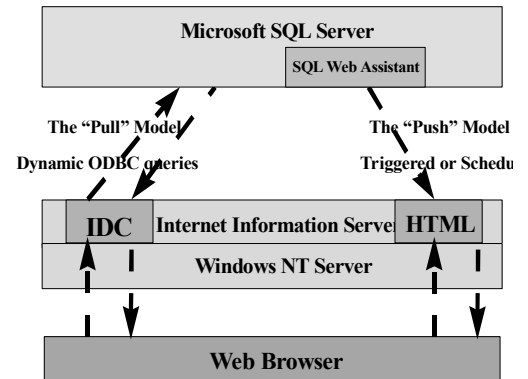 Microsoft SQL Server
SQL Web Assistant
The “Pull” Model
The “Push” Model
Dynamic ODBC queries
Triggered or Schedu
IDC
Internet Information Server
HTML
Windows NT Server
Web Browser